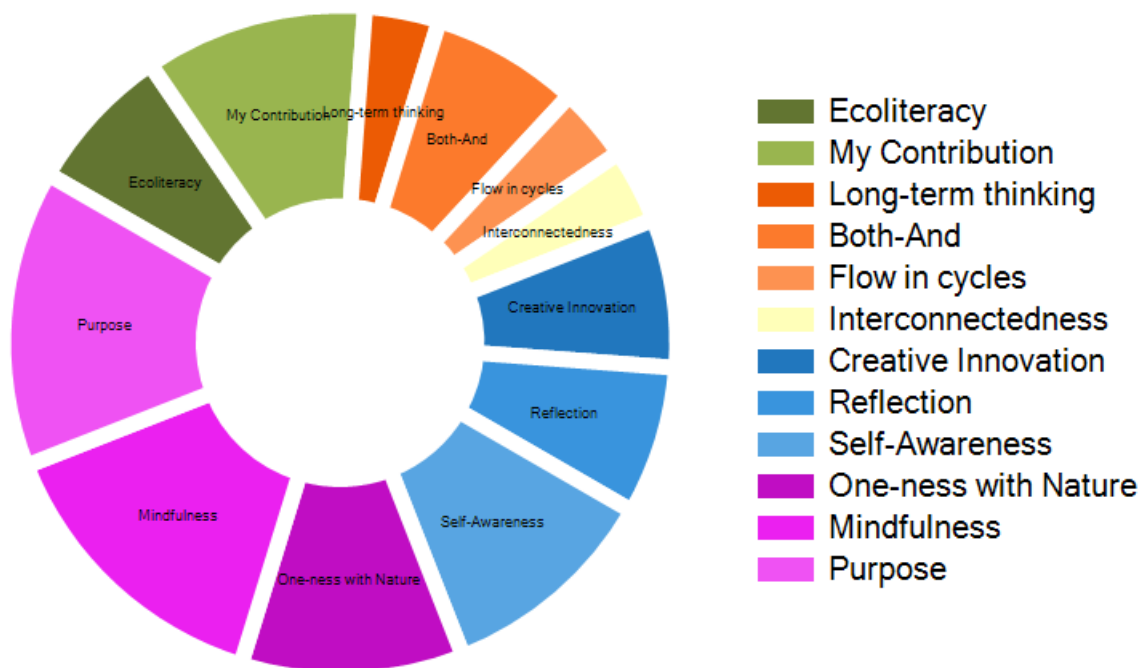 My Contribution
Long-term thinking
Both-And
Ecoliteracy
Flow in cycles
Interconnectedness
Purpose
Creative Innovation
Reflection
Mindfulness
Self-Awareness
One-ness with Nature
Ecoliteracy
My Contribution
Long-term thinking
Both-And
Flow in cycles
Interconnectedness
Creative Innovation
Reflection
Self-Awareness
One-ness with Nature
Mindfulness
Purpose